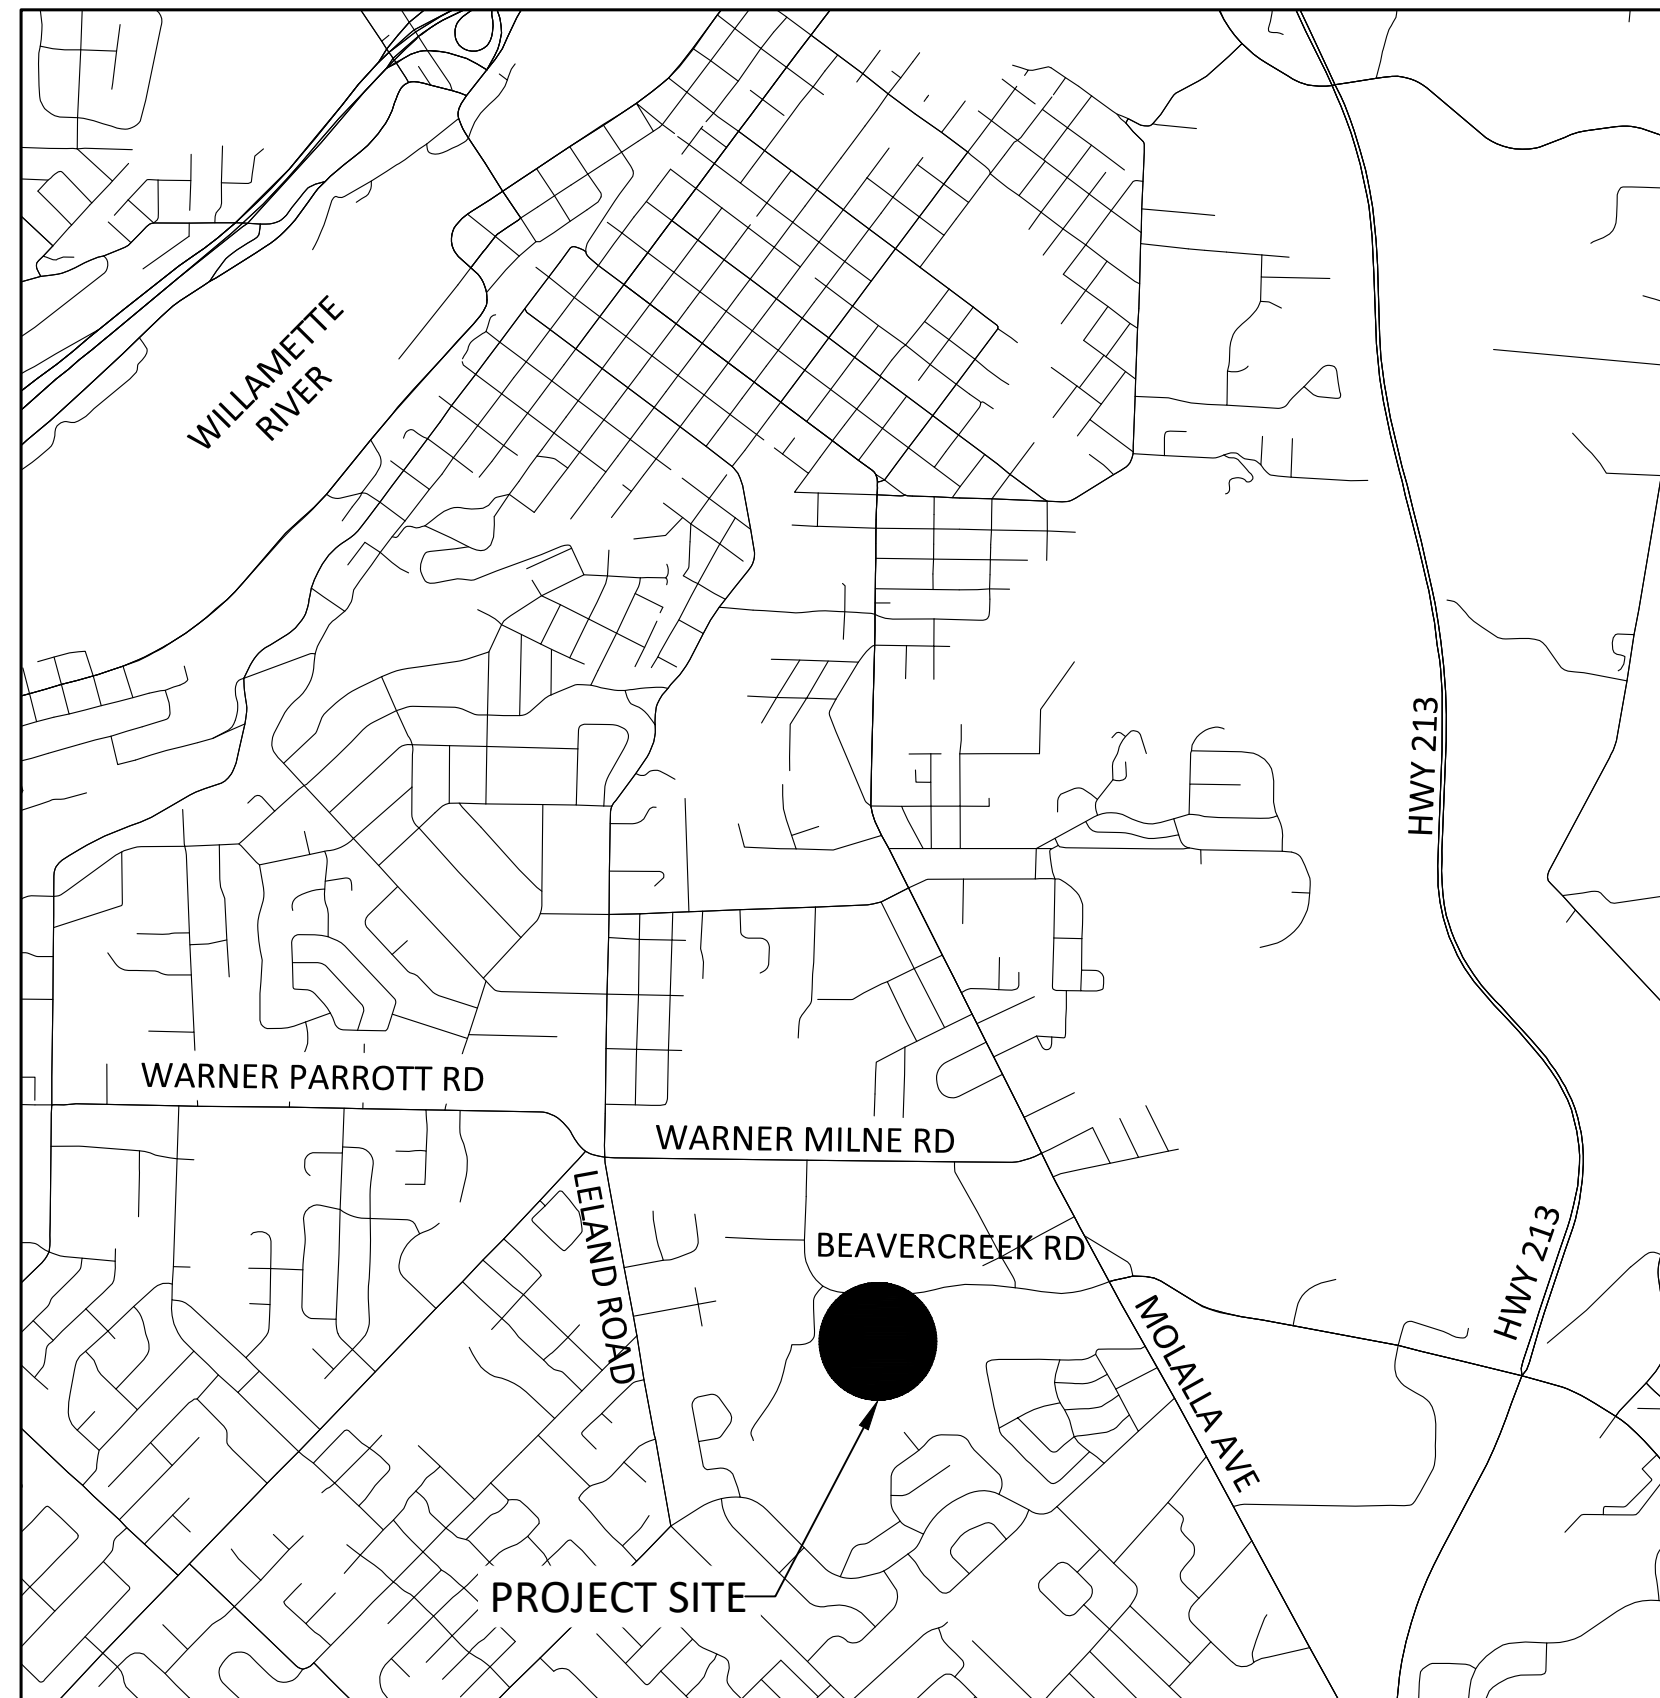 WILLAMETTE
RIVER
HWY 213
WARNER PARROTT RD
WARNER MILNE RD
LELAND ROAD
BEAVERCREEK RD
HWY 213
MOLALLA AVE
PROJECT SITE